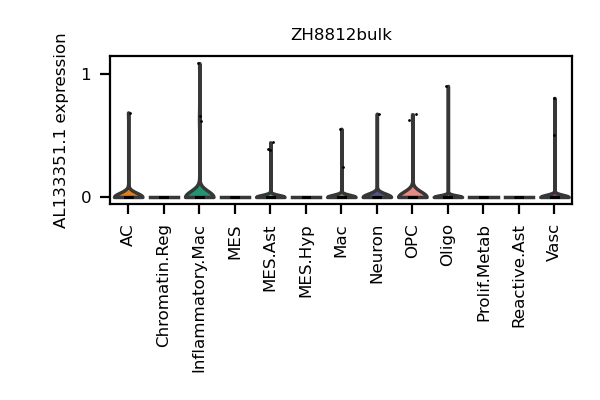 ZH8812bulk
AL133351.1 expression
1
0
AC
Chromatin.Reg
Inflammatory.Mac
MES
MES.Ast
MES.Hyp
Mac
Neuron
OPC
Oligo
Prolif.Metab
Reactive.Ast
Vasc